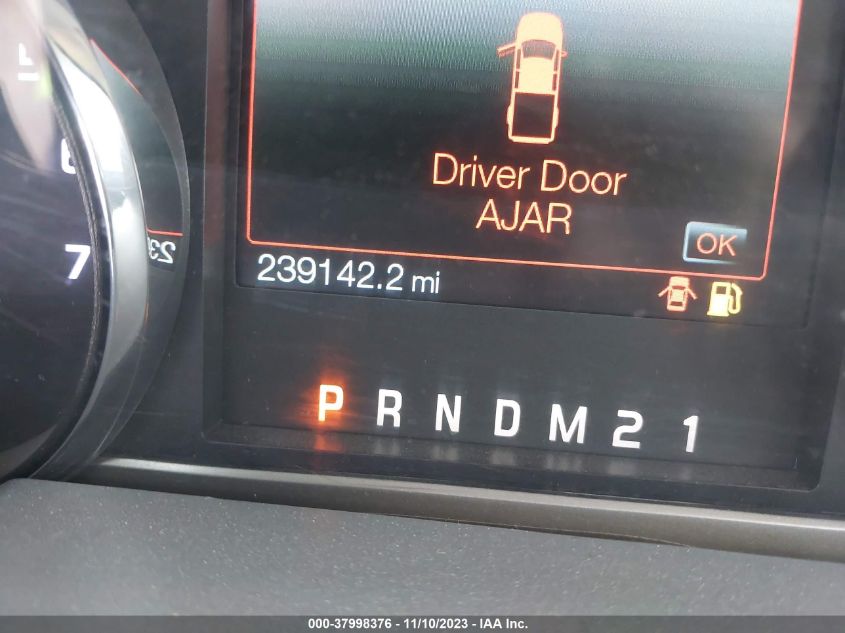 Driver Door
AJAR
OK
239142.2 mi
7
P R N D M 2 1
000-37998376 - 11/10/2023 - IAA Inc.